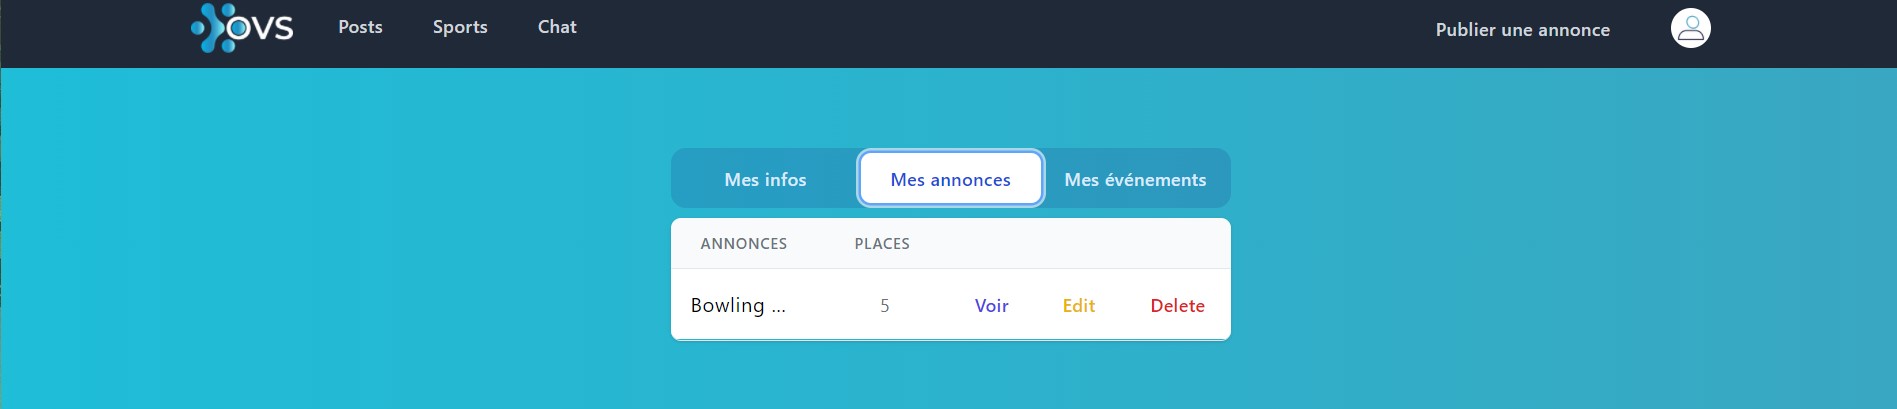 OVS Posts Sports Chat Publier une annonce
Mes infos Mes annonces Mes événements
ANNONCES PLACES
Bowling ... 5 Voir Edit Delete